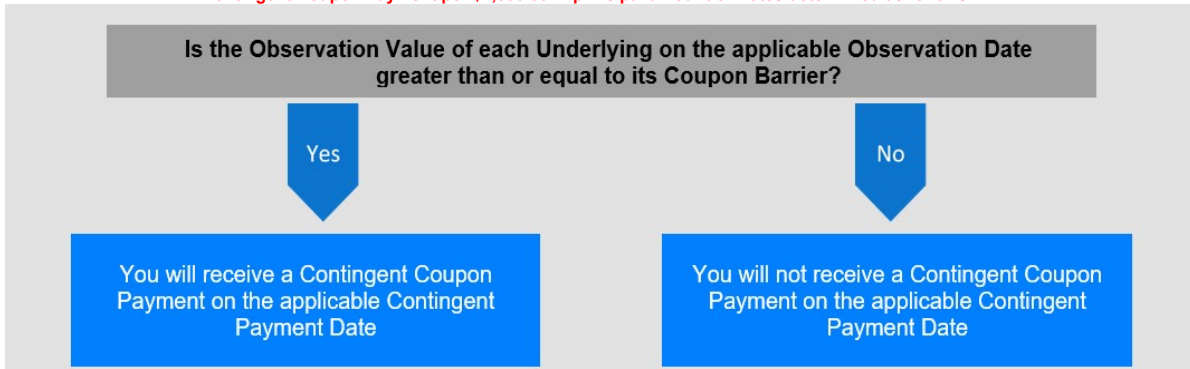 Is the Observation Value of each Underlying on the applicable Observation Date
greater than or equal to its Coupon Barrier?
Yes
No
You will receive a Contingent Coupon
Payment on the applicable Contingent
Payment Date
You will not receive a Contingent Coupon
Payment on the applicable Contingent
Payment Date